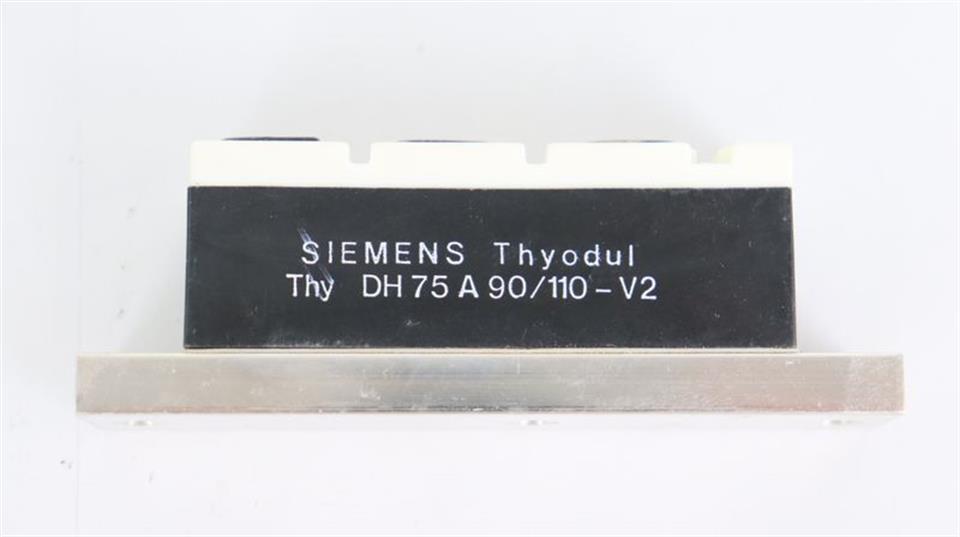 SIEMENS Thyodul
Thy DH 75 A 90/110-V2